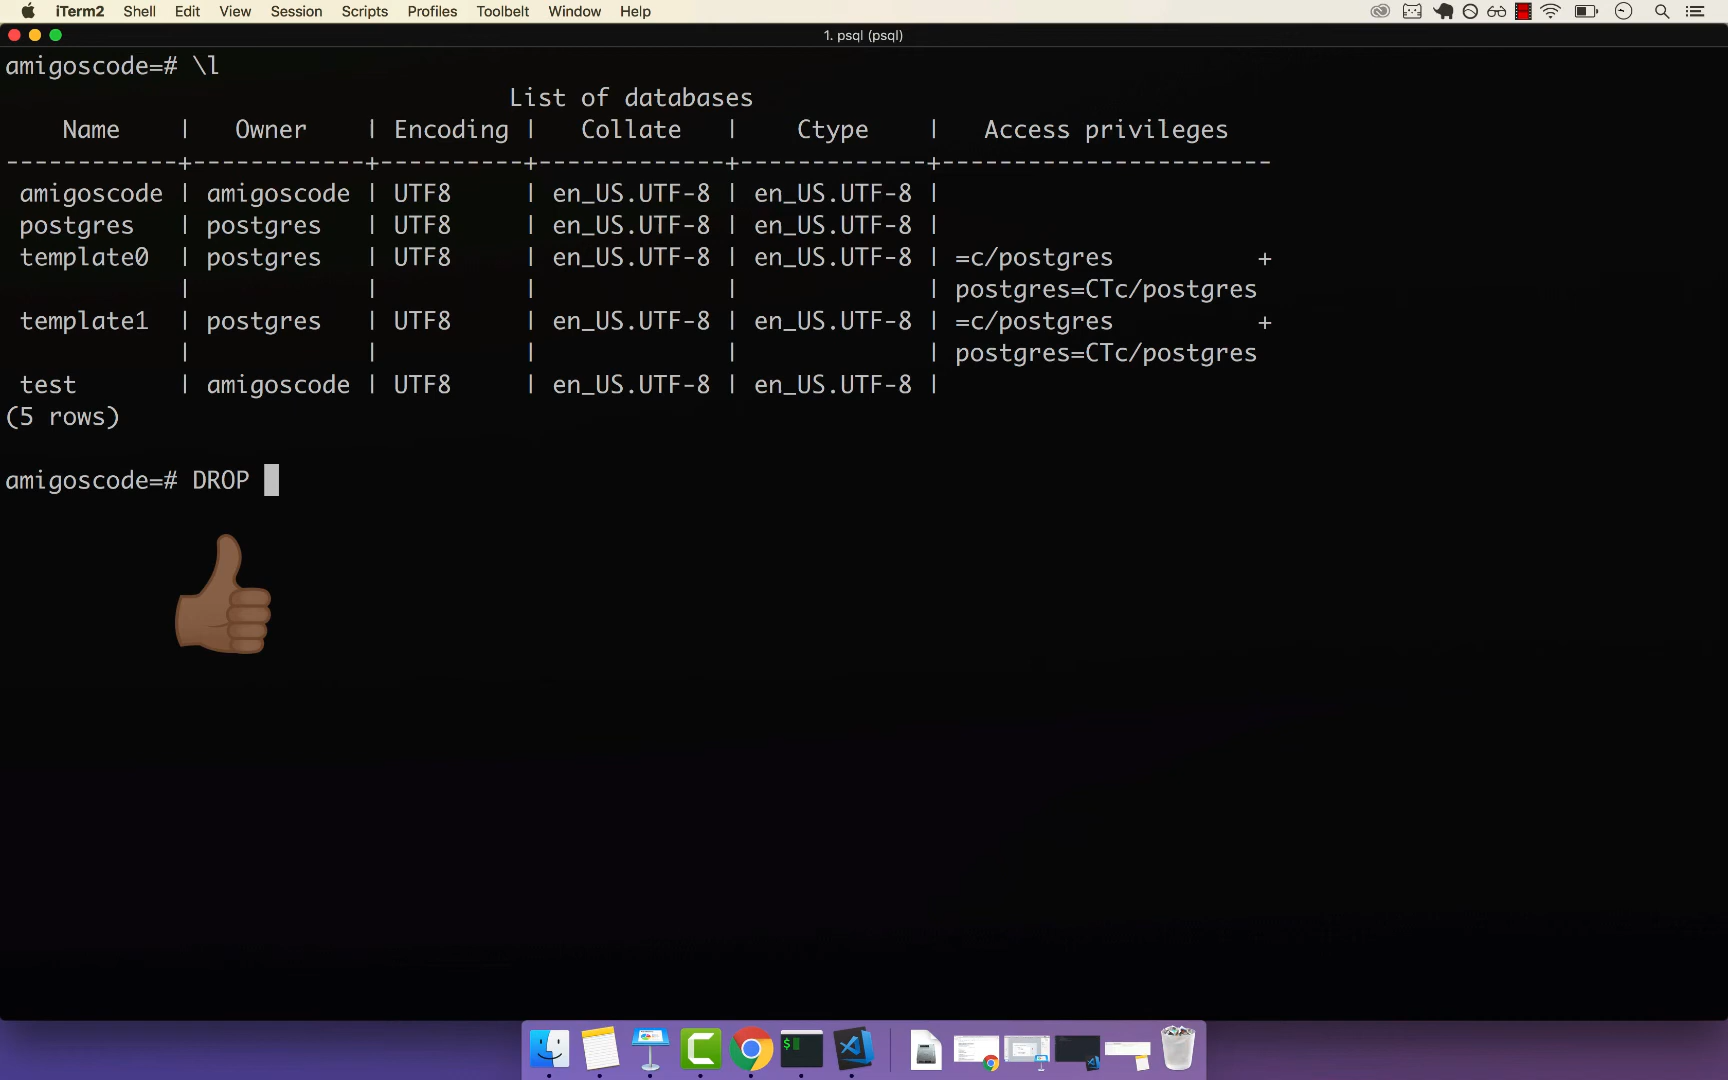 iTerm2 Shell Edit View Session Scripts Profiles Toolbelt Window Help
1. psql (psql)
amigoscode=# \l
List of databases
Name | Owner | Encoding | Collate | Ctype | Access privileges
------------+------------+----------+-------------+-------------+-----------------------
amigoscode | amigoscode | UTF8 | en_US.UTF-8 | en_US.UTF-8 |
postgres | postgres | UTF8 | en_US.UTF-8 | en_US.UTF-8 |
template0 | postgres | UTF8 | en_US.UTF-8 | en_US.UTF-8 | =c/postgres +
| | | | | postgres=CTc/postgres
template1 | postgres | UTF8 | en_US.UTF-8 | en_US.UTF-8 | =c/postgres +
| | | | | postgres=CTc/postgres
test | amigoscode | UTF8 | en_US.UTF-8 | en_US.UTF-8 |
(5 rows)
amigoscode=# DROP
$